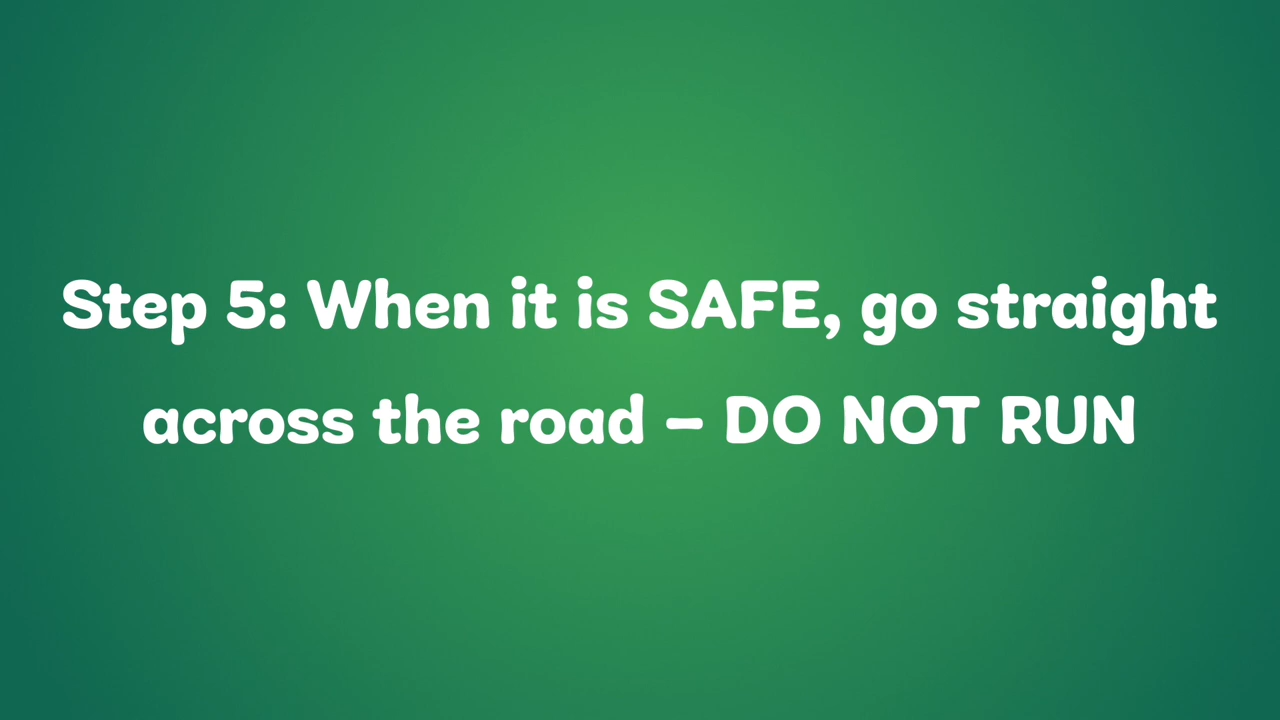 Step 5: When it is SAFE, go straight
across the road – DO NOT RUN